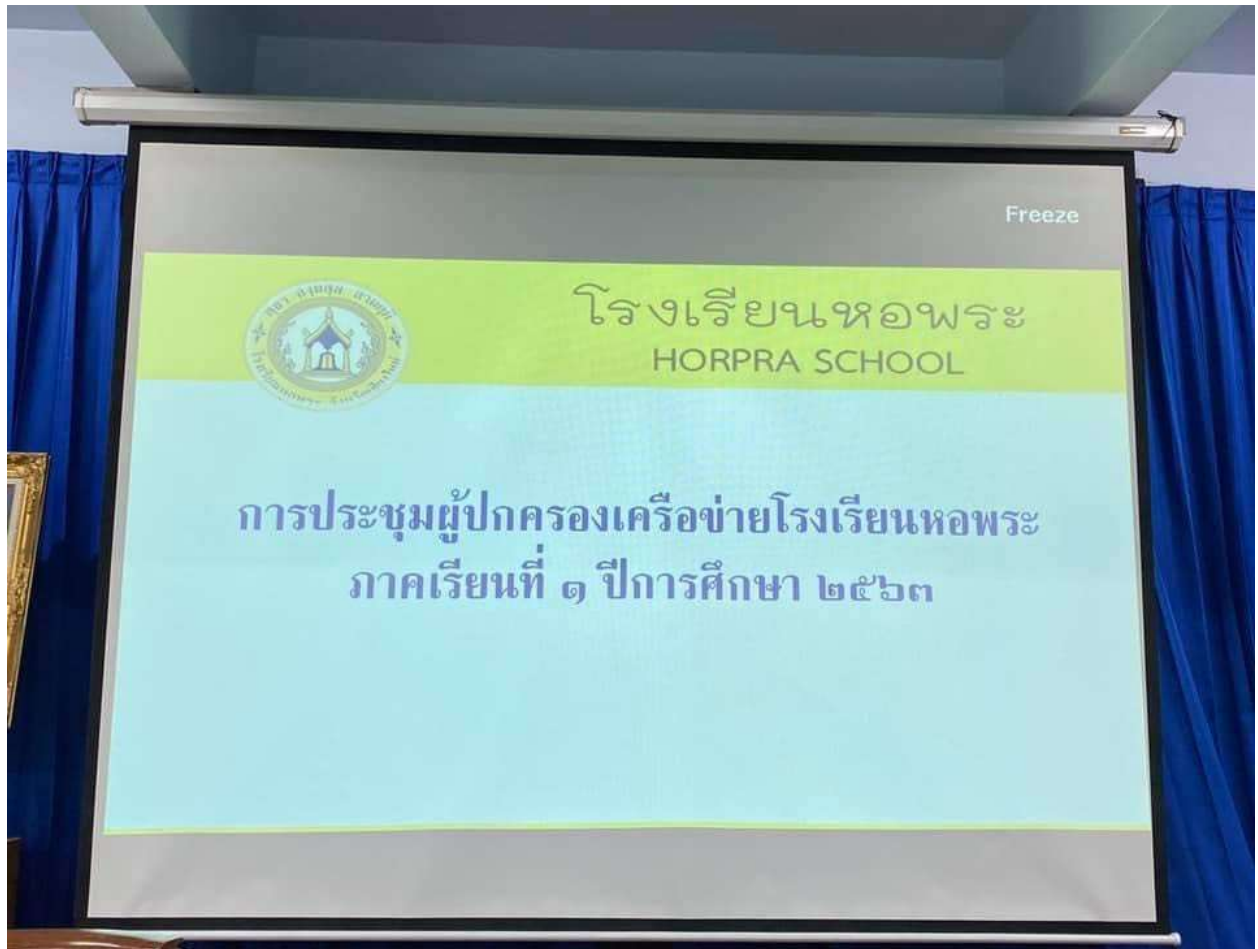 Freeze
โรงเรียนหอพระ
HORPRA SCHOOL
การประชุมผู้ปกครองเครือข่ายโรงเรียนหอพระ
ภาคเรียนที่ ๑ ปีการศึกษา ๒๕๖๓